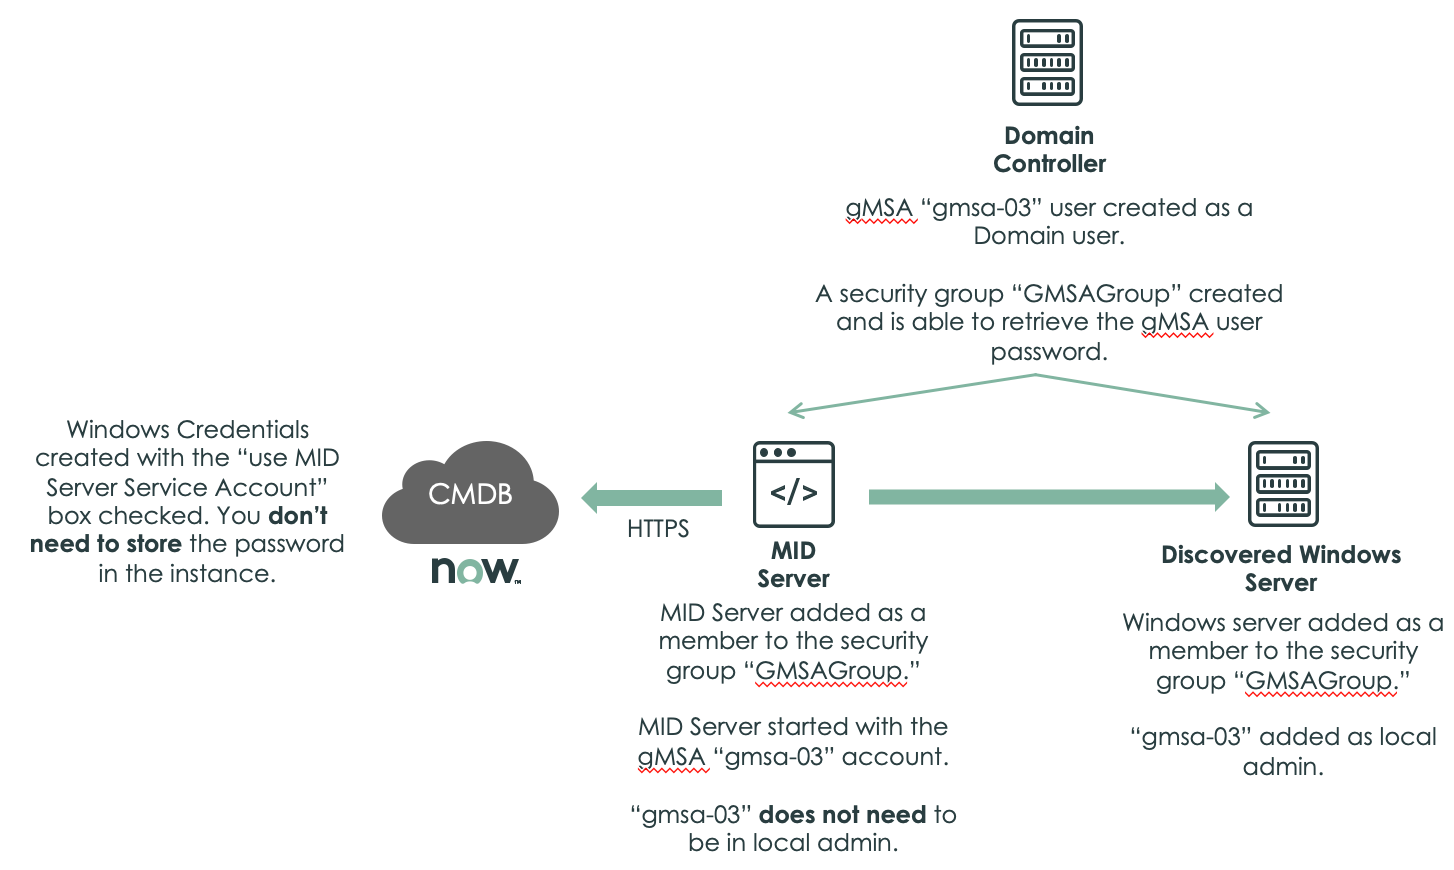 Domain
Controller
gMSA “gmsa-03” user created as a
Domain user.
A security group “GMSAGroup” created
and is able to retrieve the gMSA user
password.
Windows Credentials
created with the “use MID
Server Service Account”
box checked. You don’t
need to store the password
in the instance.
CMDB
now™
HTTPS
</>
MID
Server
MID Server added as a
member to the security
group “GMSAGroup.”
MID Server started with the
gMSA “gmsa-03” account.
“gmsa-03” does not need to
be in local admin.
Discovered Windows
Server
Windows server added as a
member to the security
group “GMSAGroup.”
“gmsa-03” added as local
admin.